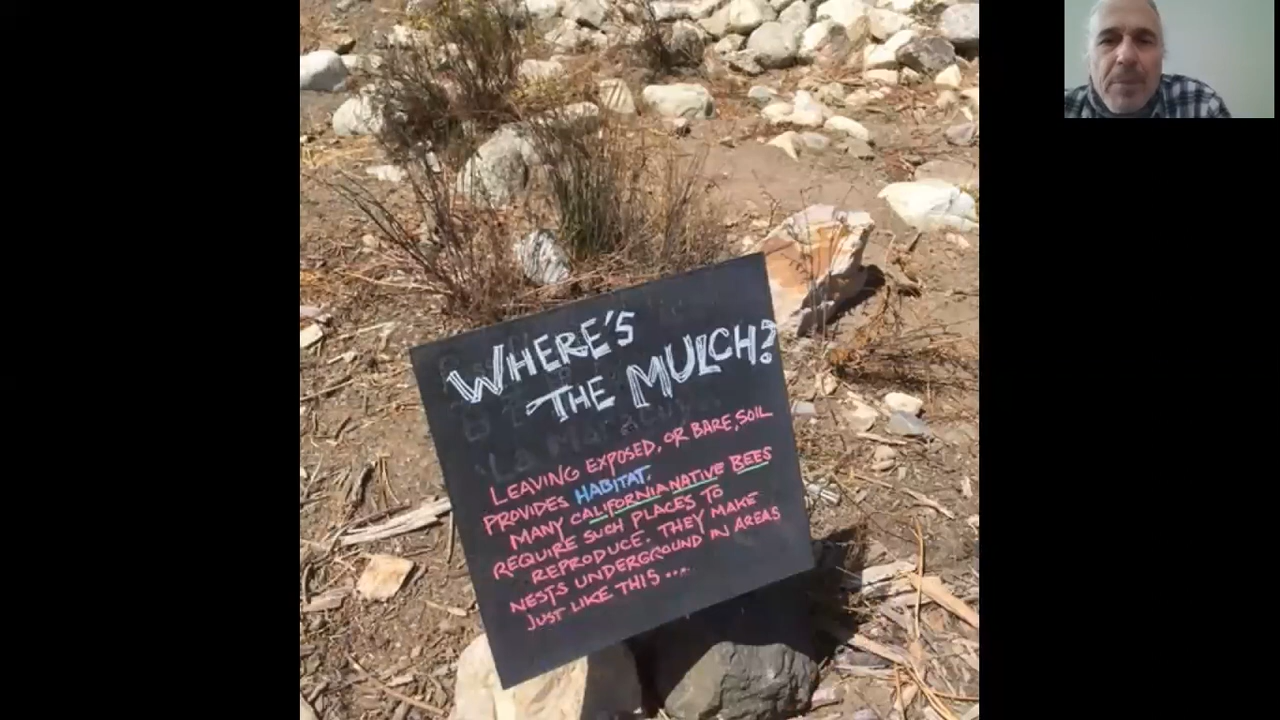 WHERE'S
THE MULCH?
LEAVING EXPOSED, OR BARE, SOIL
PROVIDES HABITAT.
MANY CALIFORNIA NATIVE BEES
REQUIRE SUCH PLACES TO
REPRODUCE. THEY MAKE
NESTS UNDERGROUND IN AREAS
JUST LIKE THIS....